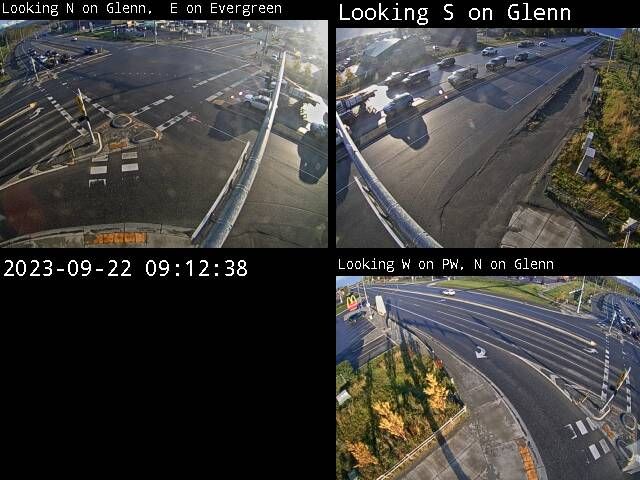 Looking N on Glenn, E on Evergreen
Looking S on Glenn
2023-09-22 09:12:38
Looking W on PW, N on Glenn